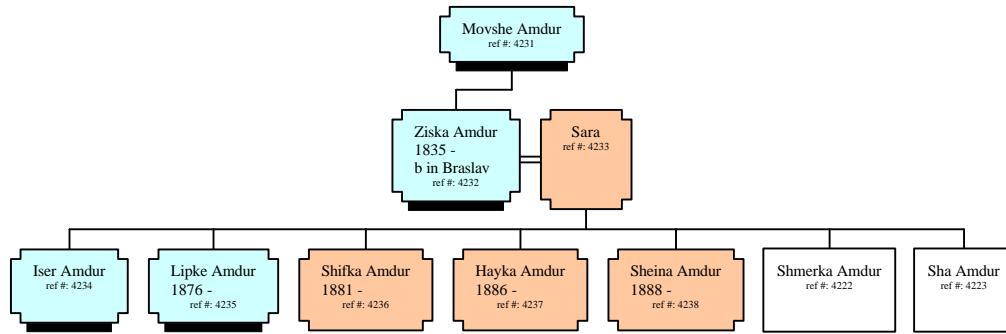 Movshe Amdur
ref #: 4231
Ziska Amdur
1835 -
b in Braslav
ref #: 4232
Sara
ref #: 4233
Iser Amdur
ref #: 4234
Lipke Amdur
1876 -
ref #: 4235
Shifka Amdur
1881 -
ref #: 4236
Hayka Amdur
1886 -
ref #: 4237
Sheina Amdur
1888 -
ref #: 4238
Shmerka Amdur
ref #: 4222
Sha Amdur
ref #: 4223